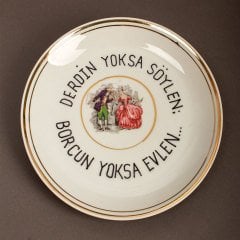 DERDİN YOKSA SÖYLEN;
BORCUN YOKSA EVLEN...